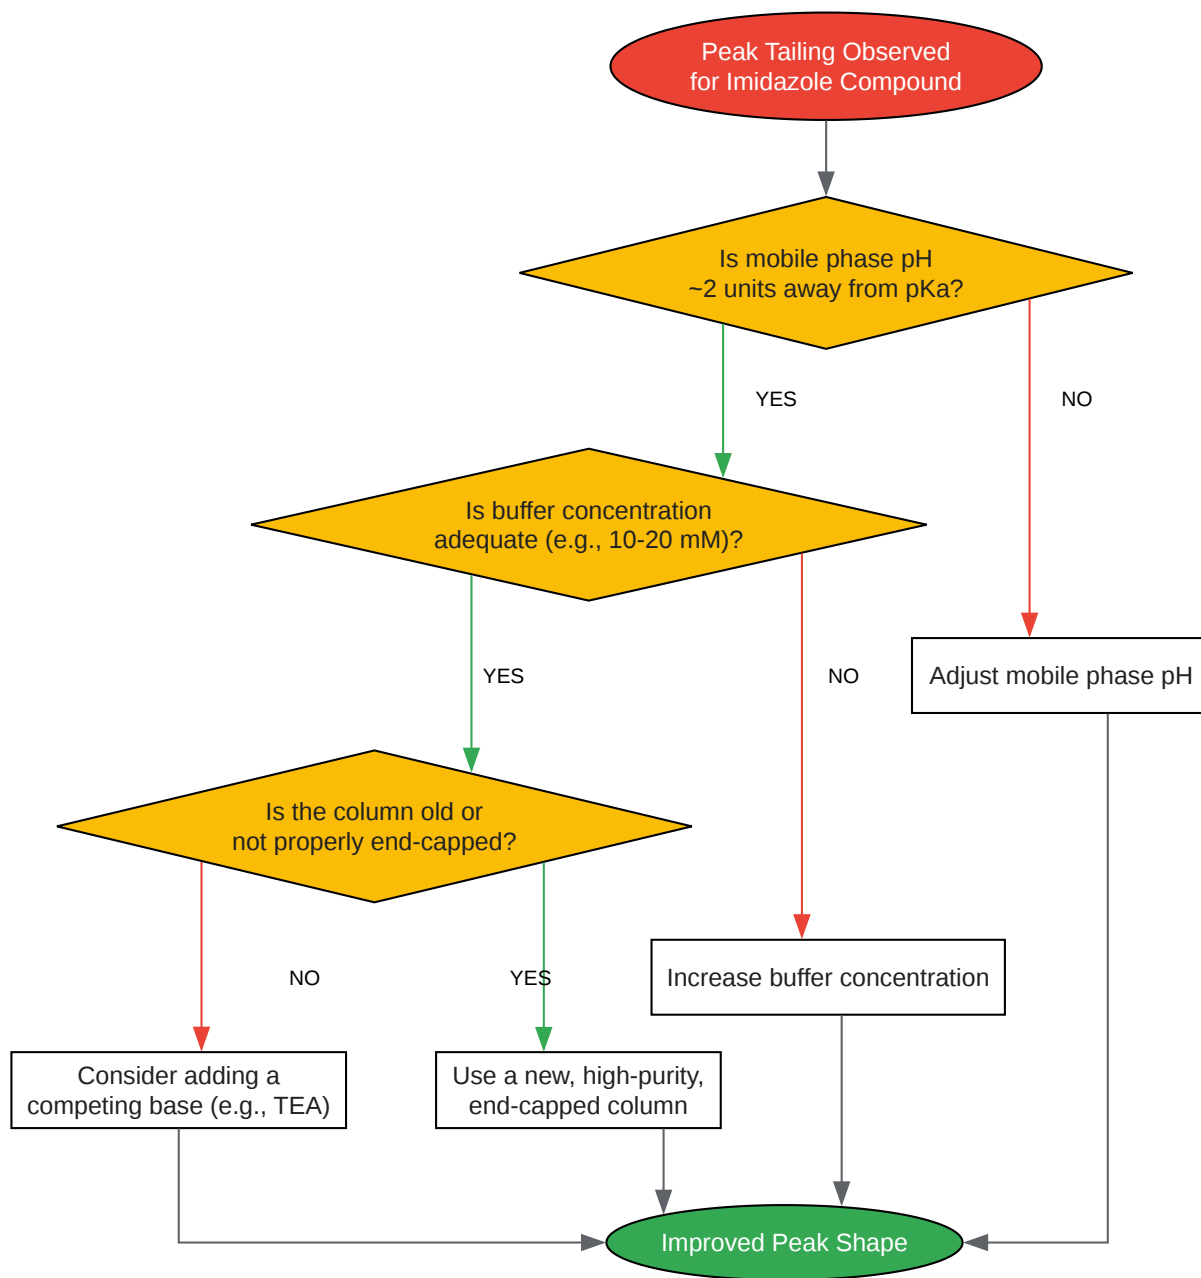 Peak Tailing Observed
for Imidazole Compound
Is mobile phase pH
~2 units away from pKa?
YES
NO
Is buffer concentration
adequate (e.g., 10-20 mM)?
YES
NO
Adjust mobile phase pH
Is the column old or
not properly end-capped?
NO
YES
Increase buffer concentration
Consider adding a
competing base (e.g., TEA)
Use a new, high-purity,
end-capped column
Improved Peak Shape